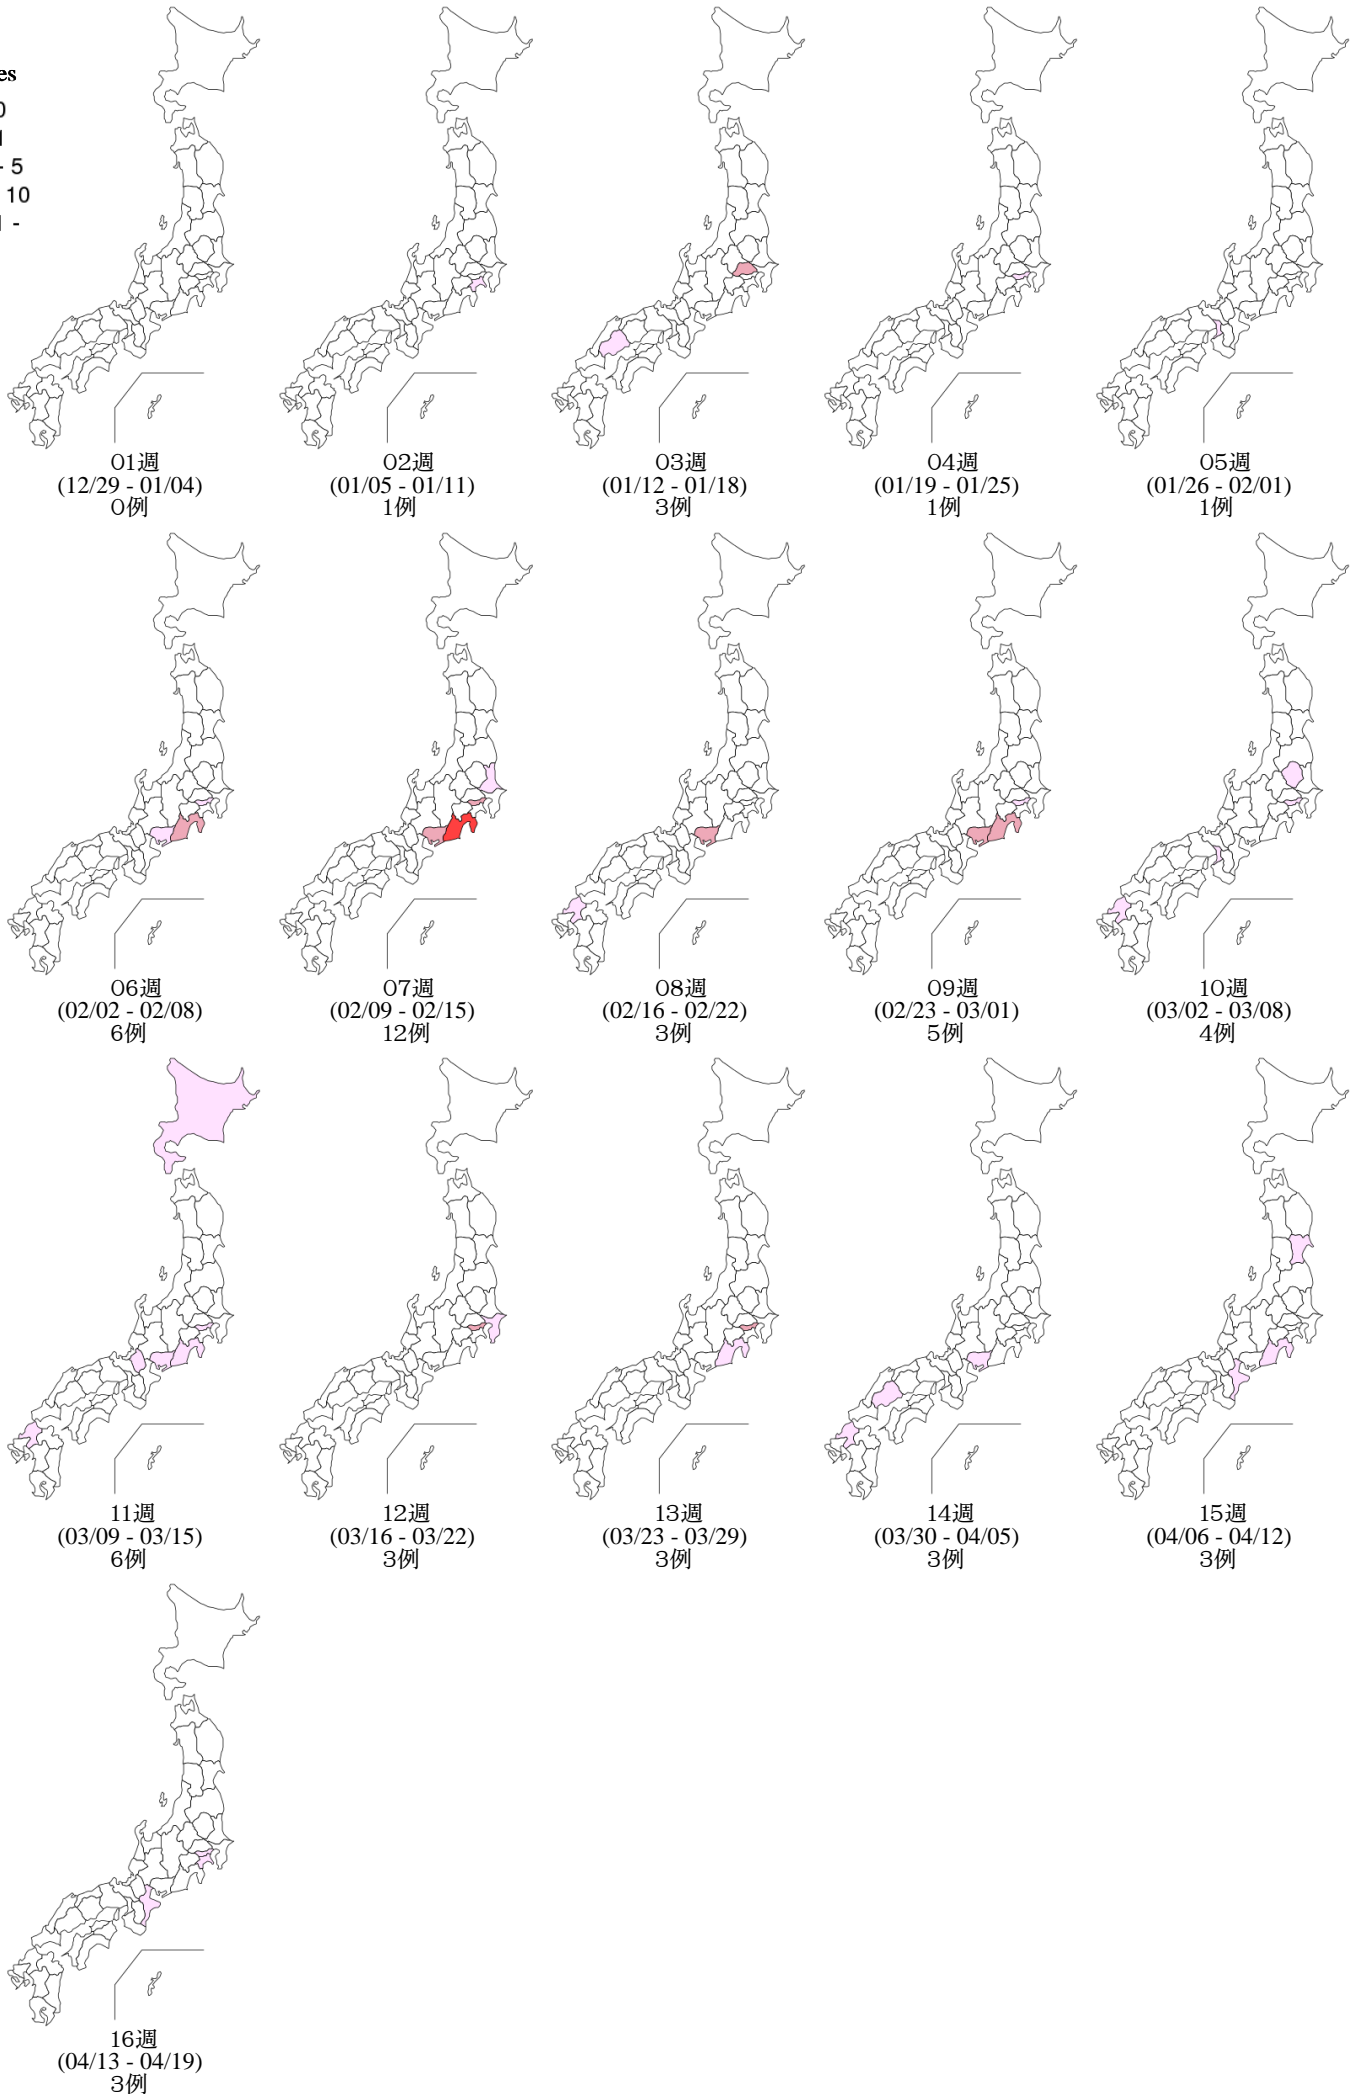 es
0
1
- 5
10
1 -
01週
(12/29 - 01/04)
0例
02週
(01/05 - 01/11)
1例
03週
(01/12 - 01/18)
3例
04週
(01/19 - 01/25)
1例
05週
(01/26 - 02/01)
1例
06週
(02/02 - 02/08)
6例
07週
(02/09 - 02/15)
12例
08週
(02/16 - 02/22)
3例
09週
(02/23 - 03/01)
5例
10週
(03/02 - 03/08)
4例
11週
(03/09 - 03/15)
6例
12週
(03/16 - 03/22)
3例
13週
(03/23 - 03/29)
3例
14週
(03/30 - 04/05)
3例
15週
(04/06 - 04/12)
3例
16週
(04/13 - 04/19)
3例